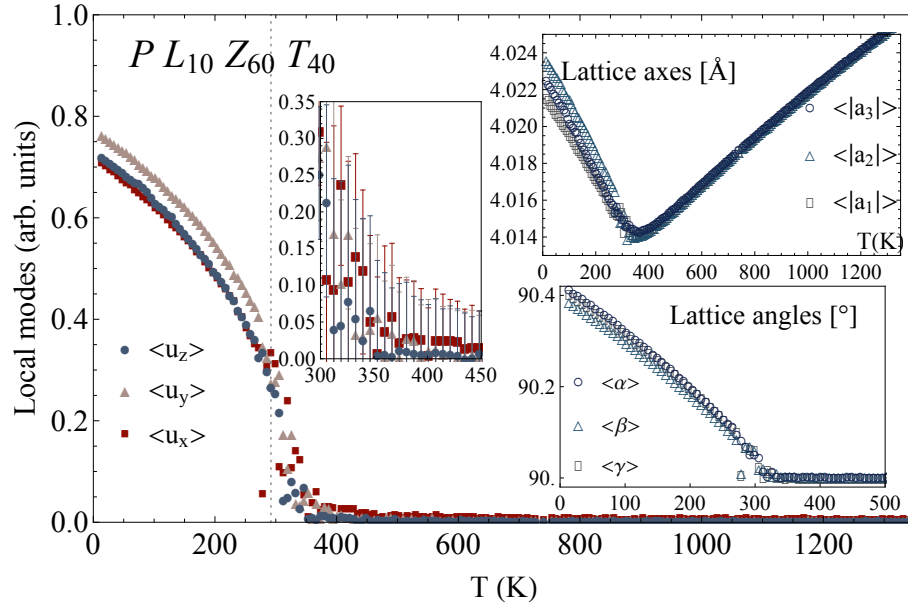 P L10 Z60 T40
Local modes (arb. units)
1.0
0.8
0.6
0.4
0.2
0.0
<u_z>
<u_y>
<u_x>
0 200 400 600 800 1000 1200
T (K)
0.35
0.30
0.25
0.20
0.15
0.10
0.05
0.00
300 350 400 450
Lattice axes [Å]
4.024
4.022
4.020
4.018
4.016
4.014
<|a3|>
<|a2|>
<|a1|>
T(K)
0 200 400 600 800 1000 1200
Lattice angles [°]
90.4
90.2
90.
<α>
<β>
<γ>
0 100 200 300 400 500